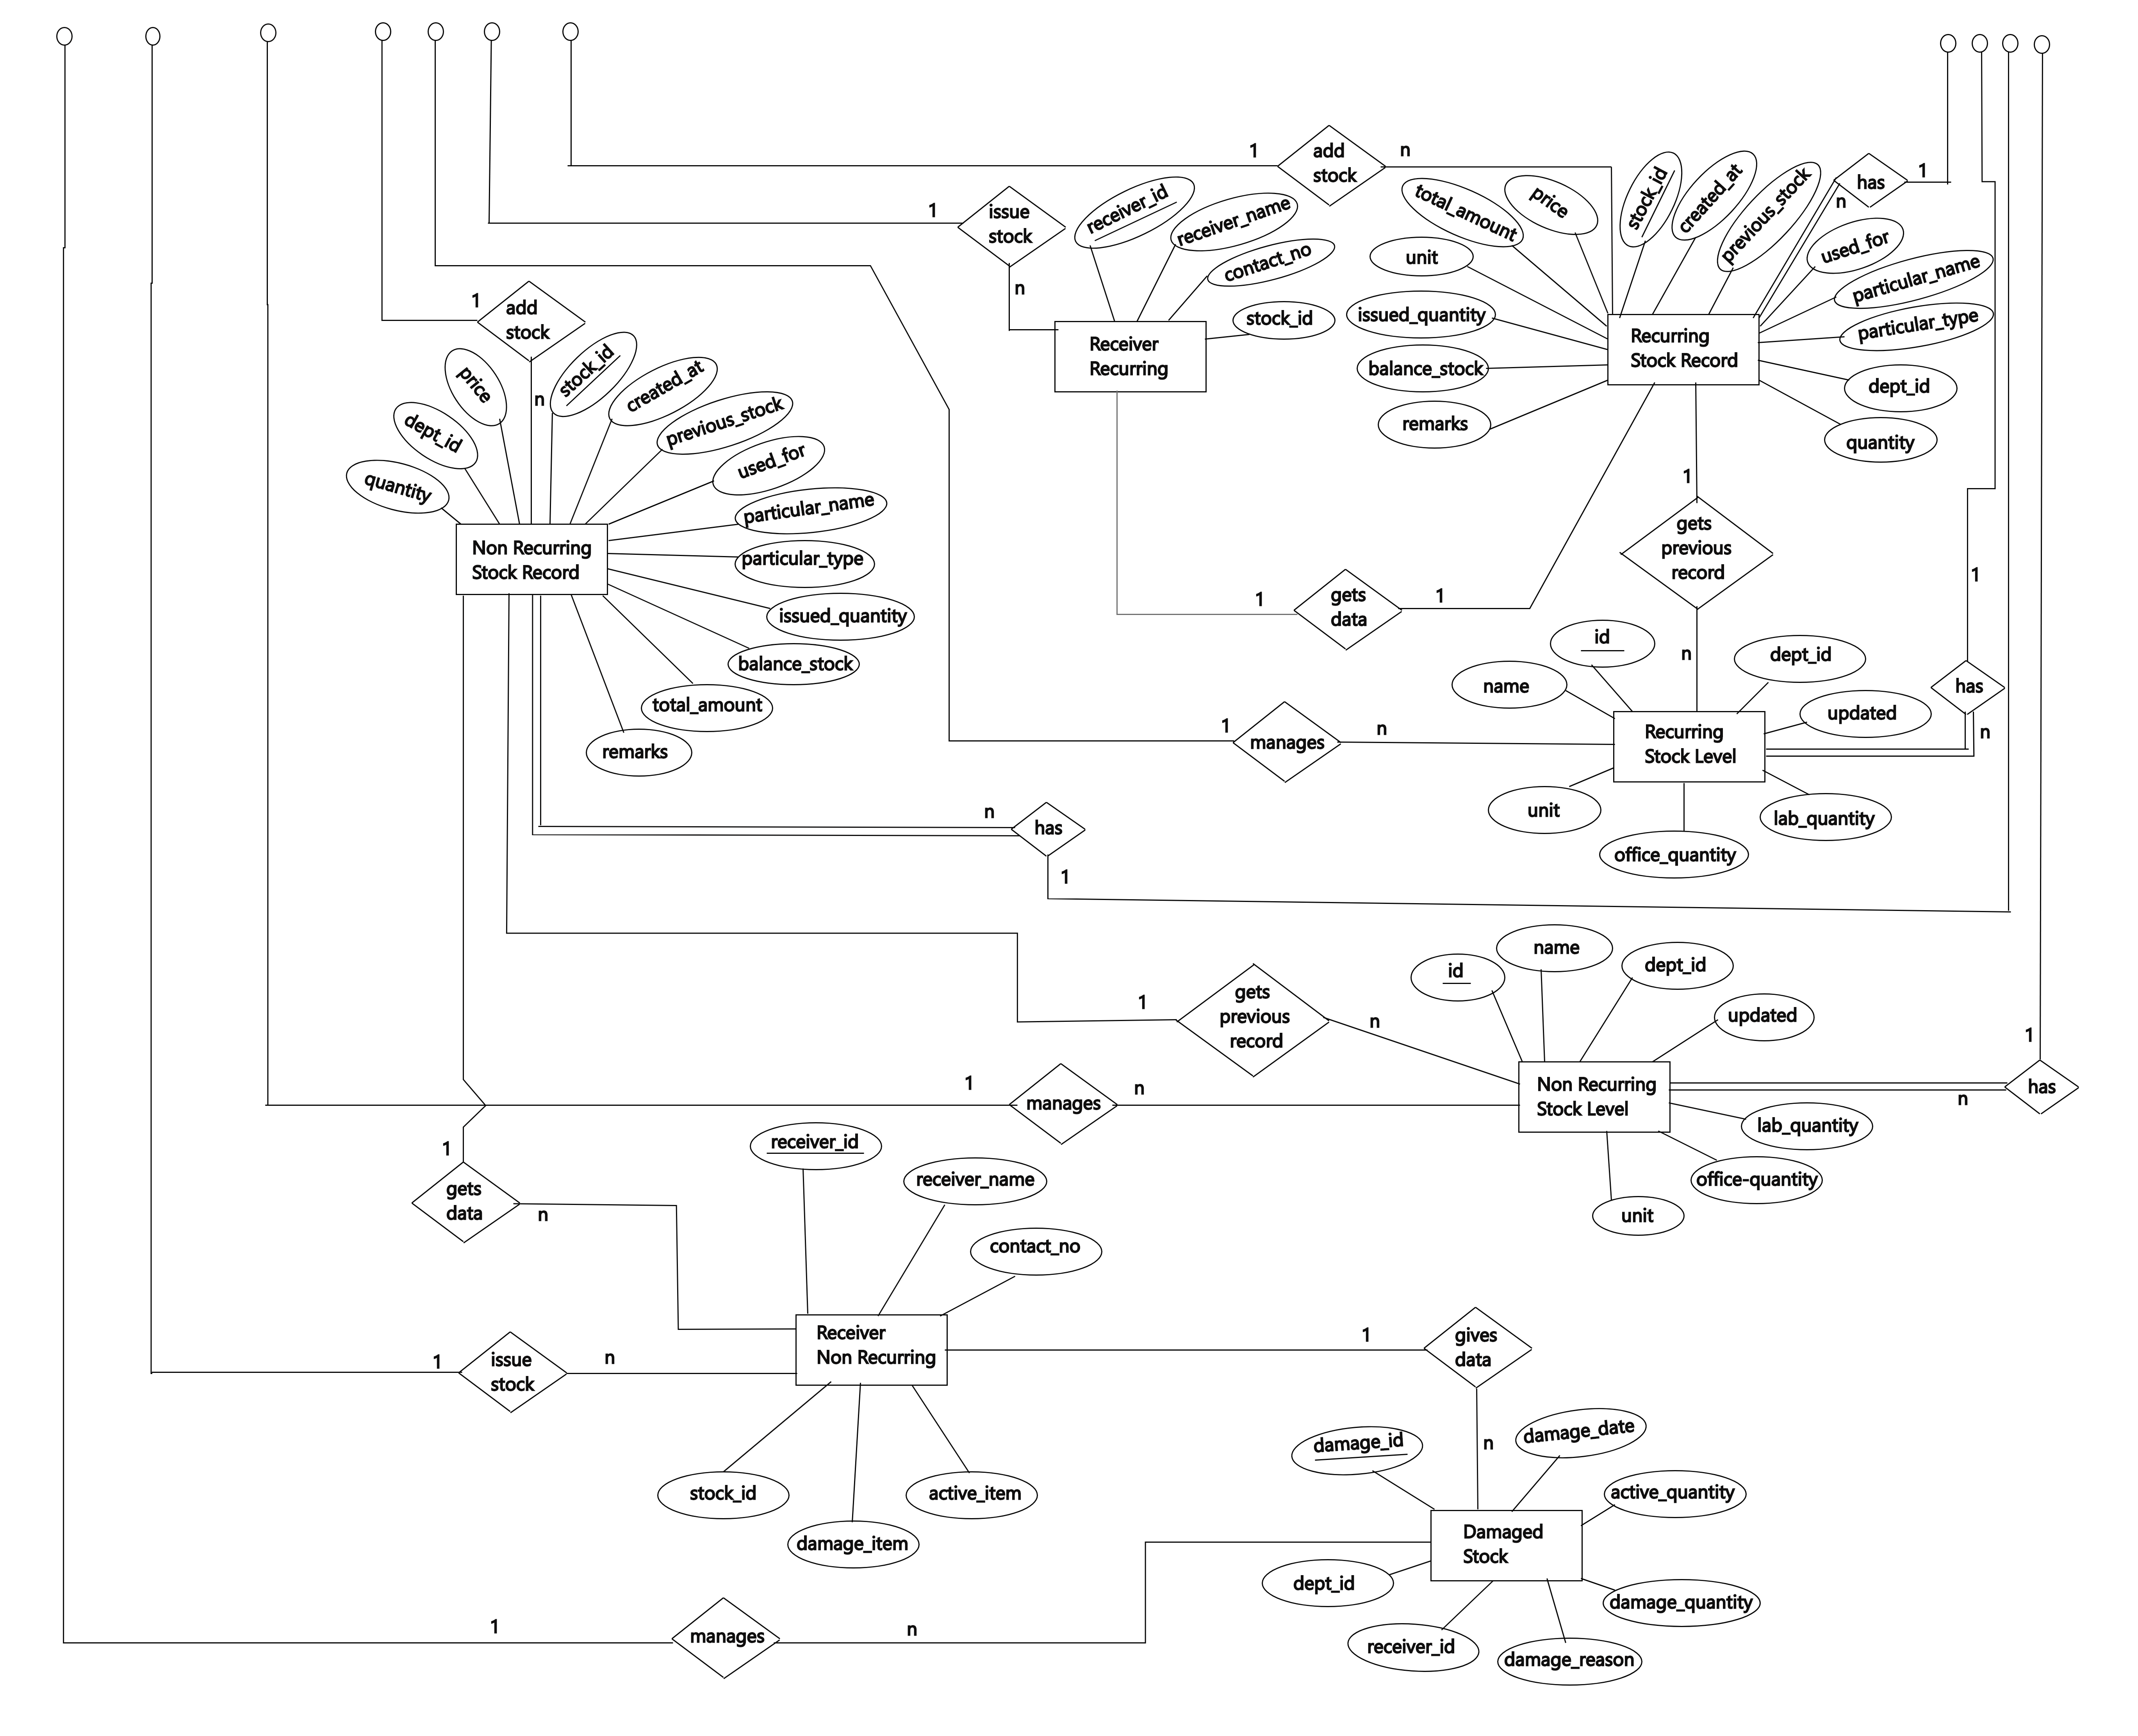 1
add
stock
n
has
1
n
1
issue
stock
n
receiver_id
receiver_name
contact_no
stock_id
Receiver
Recurring
total_amount
price
stock_id
created_at
previous_stock
used_for
particular_name
particular_type
unit
issued_quantity
balance_stock
remarks
Recurring
Stock Record
dept_id
quantity
1
add
stock
n
quantity
dept_id
price
stock_id
created_at
previous_stock
used_for
particular_name
particular_type
issued_quantity
balance_stock
total_amount
remarks
Non Recurring
Stock Record
1
gets
previous
record
n
1
gets
data
1
1
has
n
id
name
dept_id
updated
Recurring
Stock Level
unit
office_quantity
lab_quantity
1
manages
n
n
has
1
1
gets
previous
record
n
id
name
dept_id
updated
Non Recurring
Stock Level
lab_quantity
office-quantity
unit
1
has
n
1
manages
n
1
gets
data
n
receiver_id
receiver_name
contact_no
Receiver
Non Recurring
stock_id
damage_item
active_item
1
issue
stock
n
1
gives
data
n
damage_id
damage_date
active_quantity
Damaged
Stock
dept_id
receiver_id
damage_reason
damage_quantity
1
manages
n